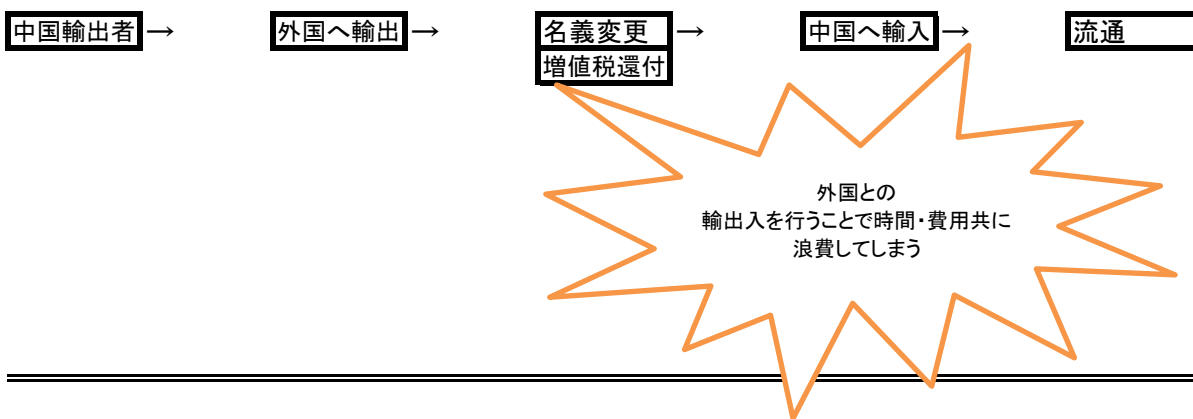 中国輸出者→ 外国へ輸出→ 名義変更→ 中国へ輸入→ 流通
増値税還付
外国との
輸出入を行うことで時間・費用共に
浪費してしまう